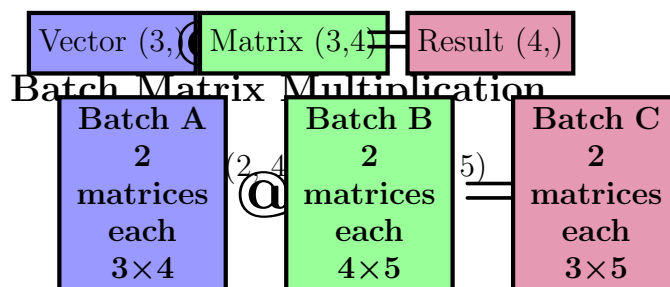 Vector (3,) @ Matrix (3,4) = Result (4,)
Batch Matrix Multiplication
Batch A
2
matrices
each
3×4
@
Batch B
2
matrices
each
4×5
=
Batch C
2
matrices
each
3×5
(2, 4
5)